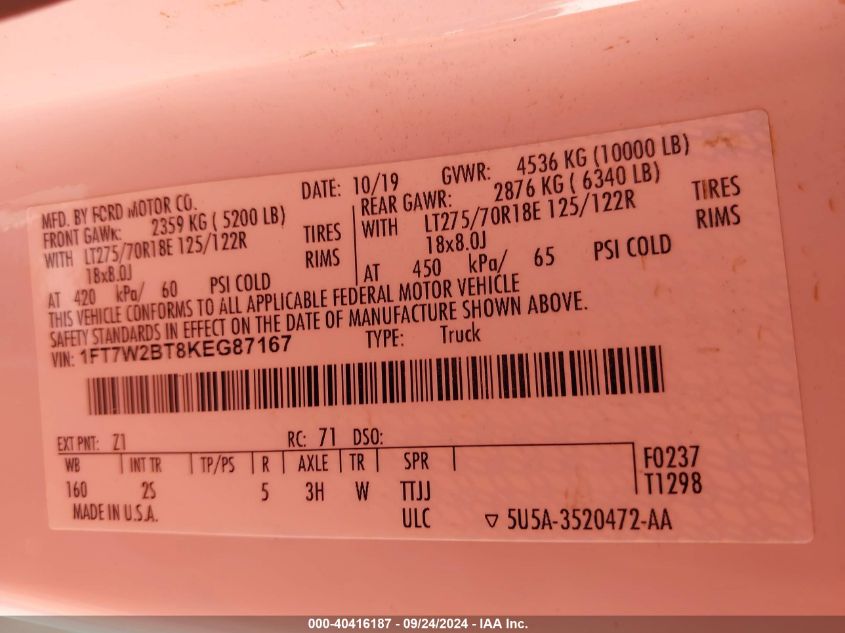 MFD. BY FORD MOTOR CO.
DATE: 10/19
GVWR: 4536 KG (10000 LB)
FRONT GAWR: 2359 KG ( 5200 LB)
REAR GAWR: 2876 KG ( 6340 LB)
WITH LT275/70R18E 125/122R TIRES
WITH LT275/70R18E 125/122R TIRES
18x8.0J RIMS
18x8.0J RIMS
AT 420 kPa/ 60 PSI COLD
AT 450 kPa/ 65 PSI COLD
THIS VEHICLE CONFORMS TO ALL APPLICABLE FEDERAL MOTOR VEHICLE
SAFETY STANDARDS IN EFFECT ON THE DATE OF MANUFACTURE SHOWN ABOVE.
VIN: 1FT7W2BT8KEG87167
TYPE: Truck
EXT PNT: Z1 RC: 71 DSO:
WB INT TR TP/PS R AXLE TR SPR
160 2S 5 3H W TTJJ
F0237
T1298
MADE IN U.S.A.
ULC
▽ 5U5A-3520472-AA
000-40416187 - 09/24/2024 - IAA Inc.